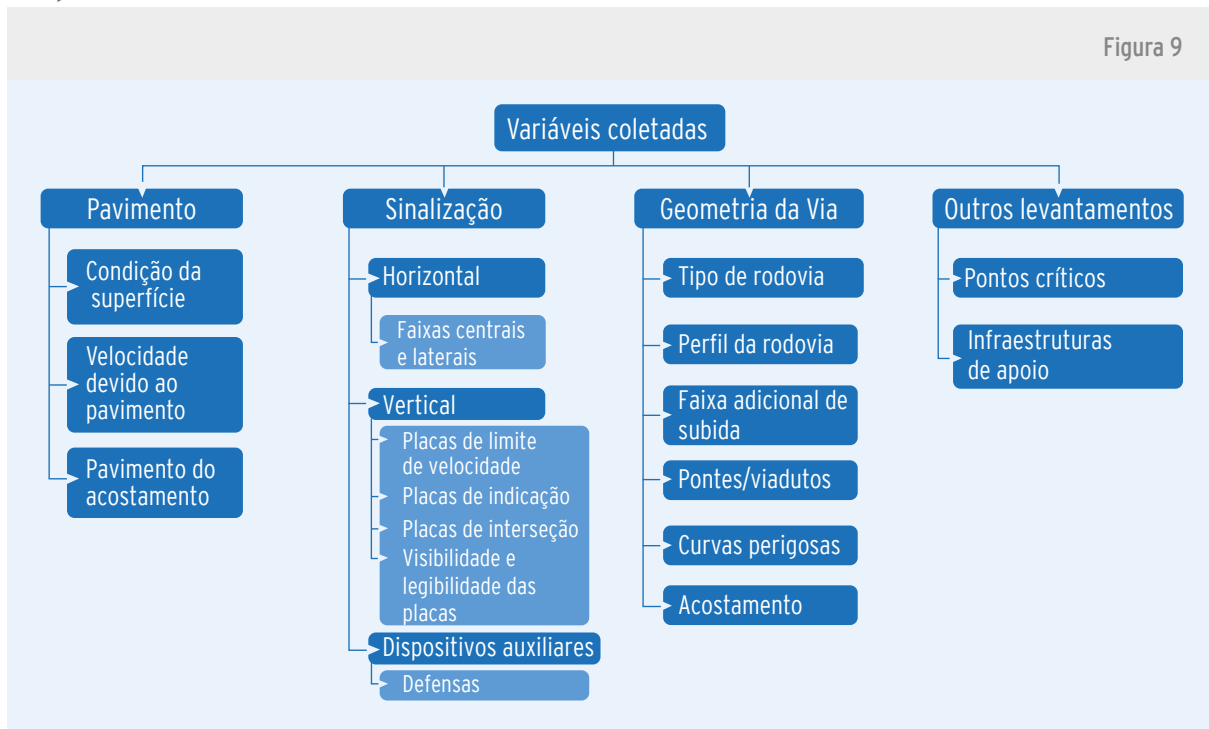 Figura 9
Variáveis coletadas
Pavimento
Condição da
superfície
Velocidade
devido ao
pavimento
Pavimento do
acostamento
Sinalização
Horizontal
Faixas centrais
e laterais
Vertical
Placas de limite
de velocidade
Placas de indicação
Placas de interseção
Visibilidade e
legibilidade das
placas
Dispositivos auxiliares
Defensas
Geometria da Via
Tipo de rodovia
Perfil da rodovia
Faixa adicional de
subida
Pontes/viadutos
Curvas perigosas
Acostamento
Outros levantamentos
Pontos críticos
Infraestruturas
de apoio